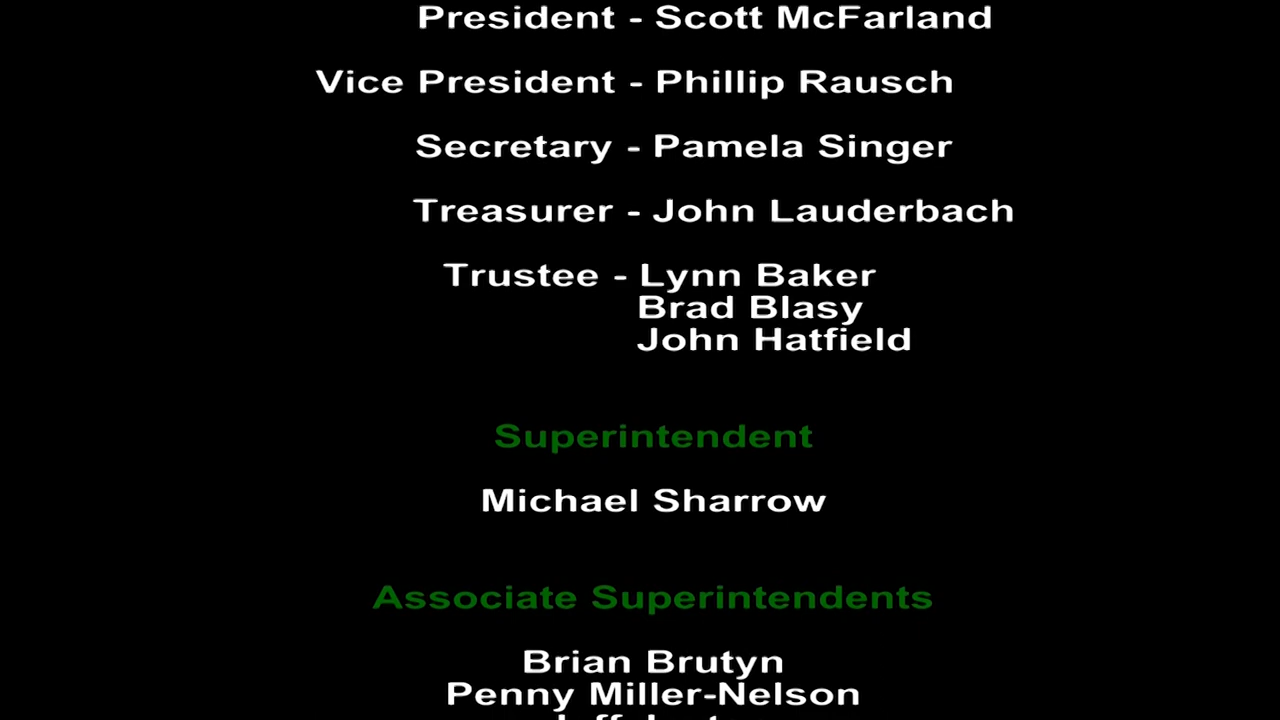 President - Scott McFarland
Vice President - Phillip Rausch
Secretary - Pamela Singer
Treasurer - John Lauderbach
Trustee - Lynn Baker
Brad Blasy
John Hatfield
Superintendent
Michael Sharrow
Associate Superintendents
Brian Brutyn
Penny Miller-Nelson